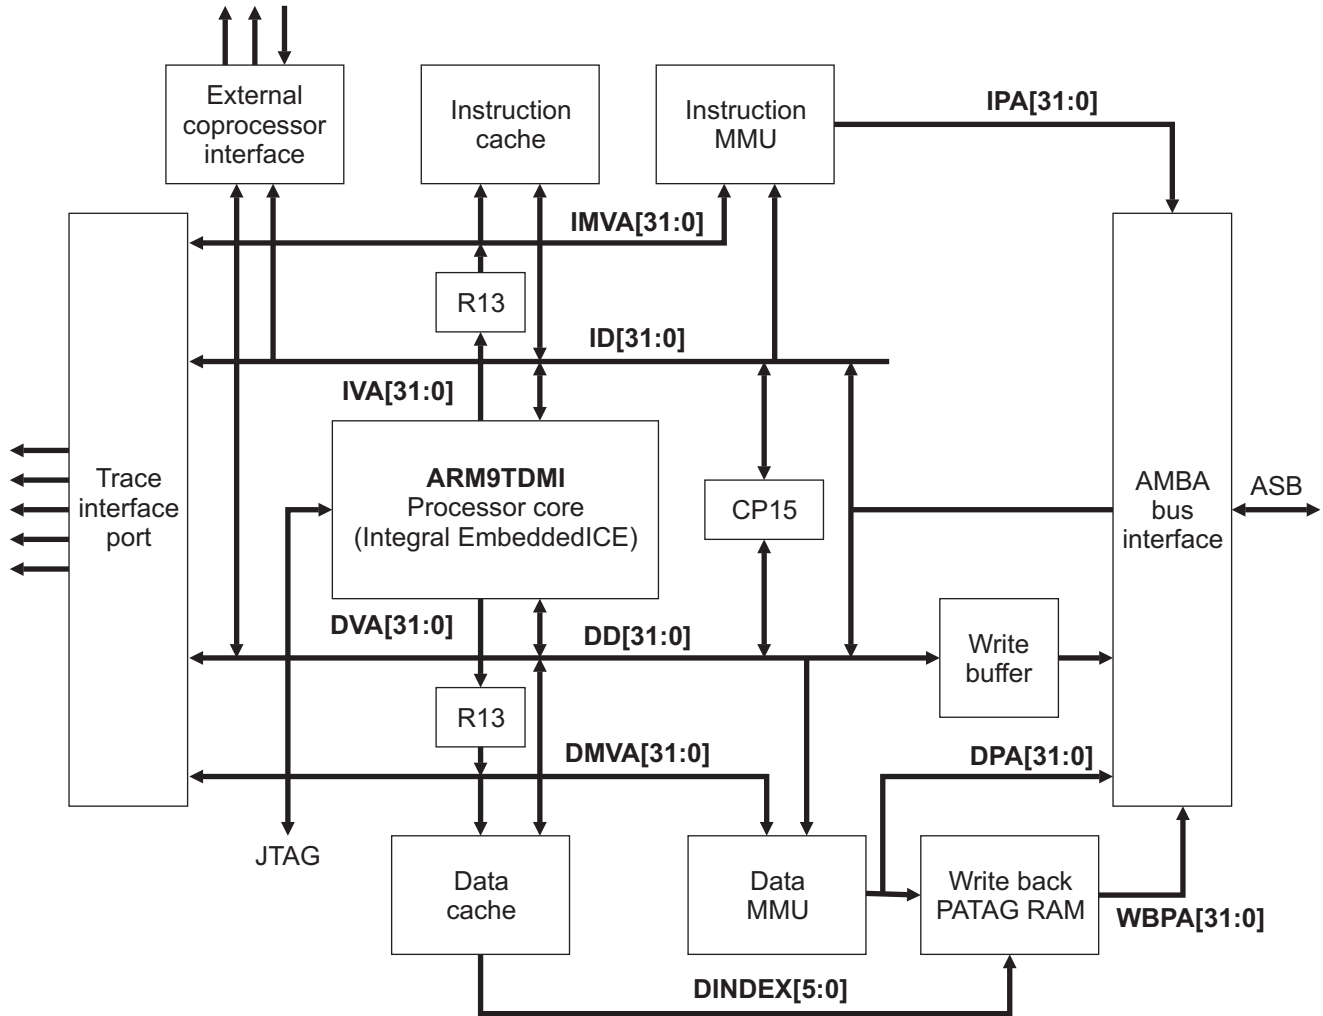 External
coprocessor
interface
Instruction
cache
Instruction
MMU
IPA[31:0]
IMVA[31:0]
R13
ID[31:0]
IVA[31:0]
Trace
interface
port
ARM9TDMI
Processor core
(Integral EmbeddedICE)
CP15
AMBA
bus
interface
ASB
DVA[31:0]
DD[31:0]
Write
buffer
R13
DMVA[31:0]
DPA[31:0]
JTAG
Data
cache
Data
MMU
Write back
PATAG RAM
WBPA[31:0]
DINDEX[5:0]